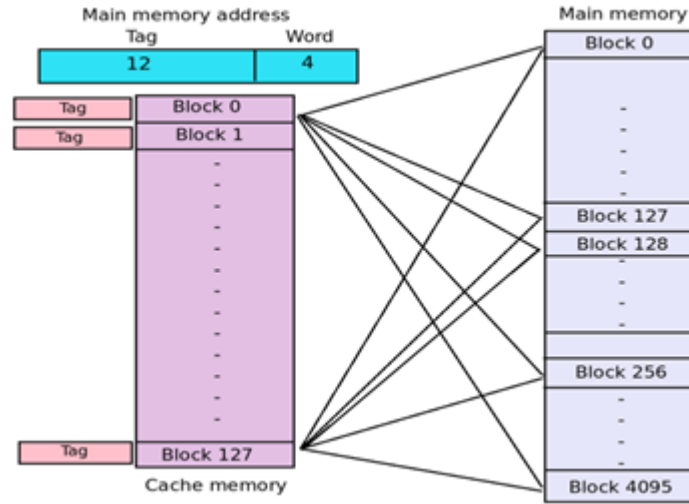 Main memory address
Tag Word
12 4
Tag Block 0
Tag Block 1
-
-
-
-
-
-
-
-
-
-
-
-
-
Tag Block 127
Cache memory
Main memory
Block 0
-
-
-
-
-
Block 127
Block 128
-
-
-
-
Block 256
-
-
-
-
Block 4095